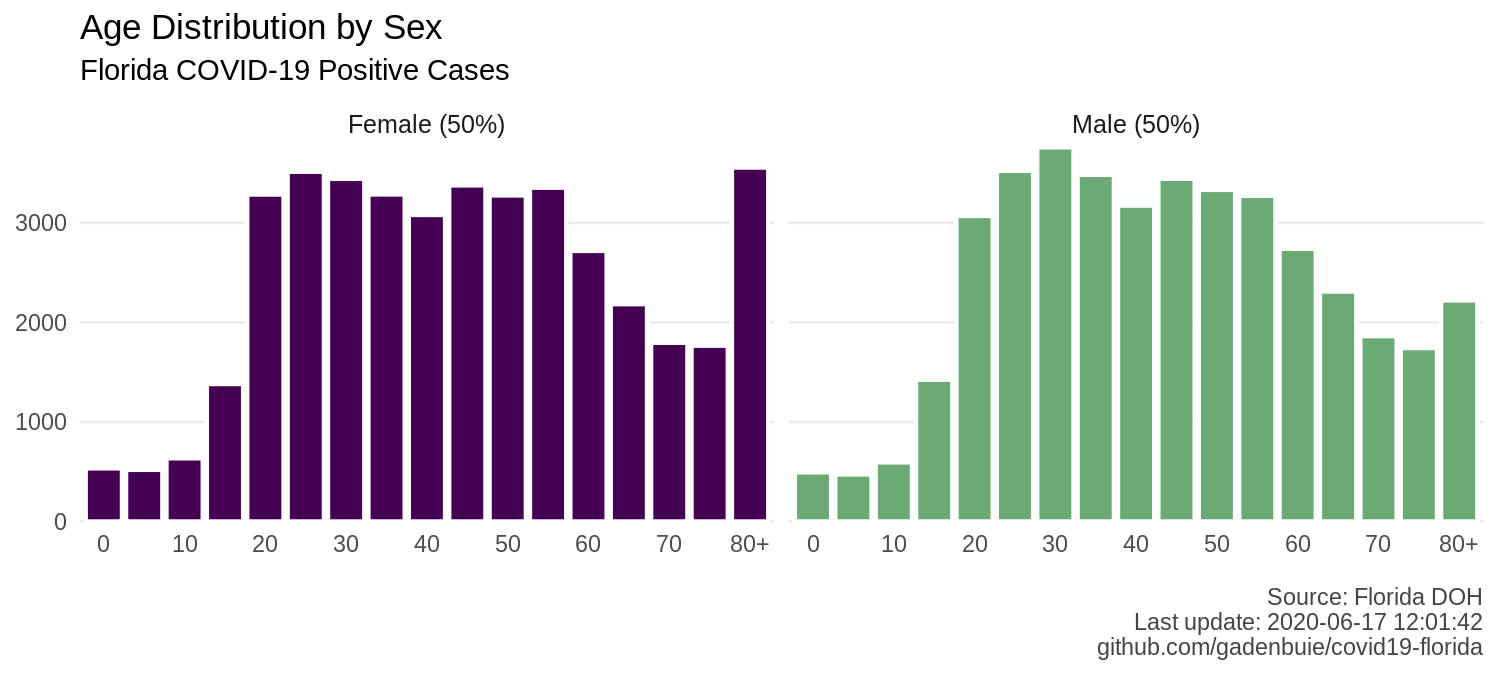 Age Distribution by Sex
Florida COVID-19 Positive Cases
Female (50%)
Male (50%)
3000
2000
1000
0
0 10 20 30 40 50 60 70 80+
0 10 20 30 40 50 60 70 80+
Source: Florida DOH
Last update: 2020-06-17 12:01:42
github.com/gadenbuie/covid19-florida